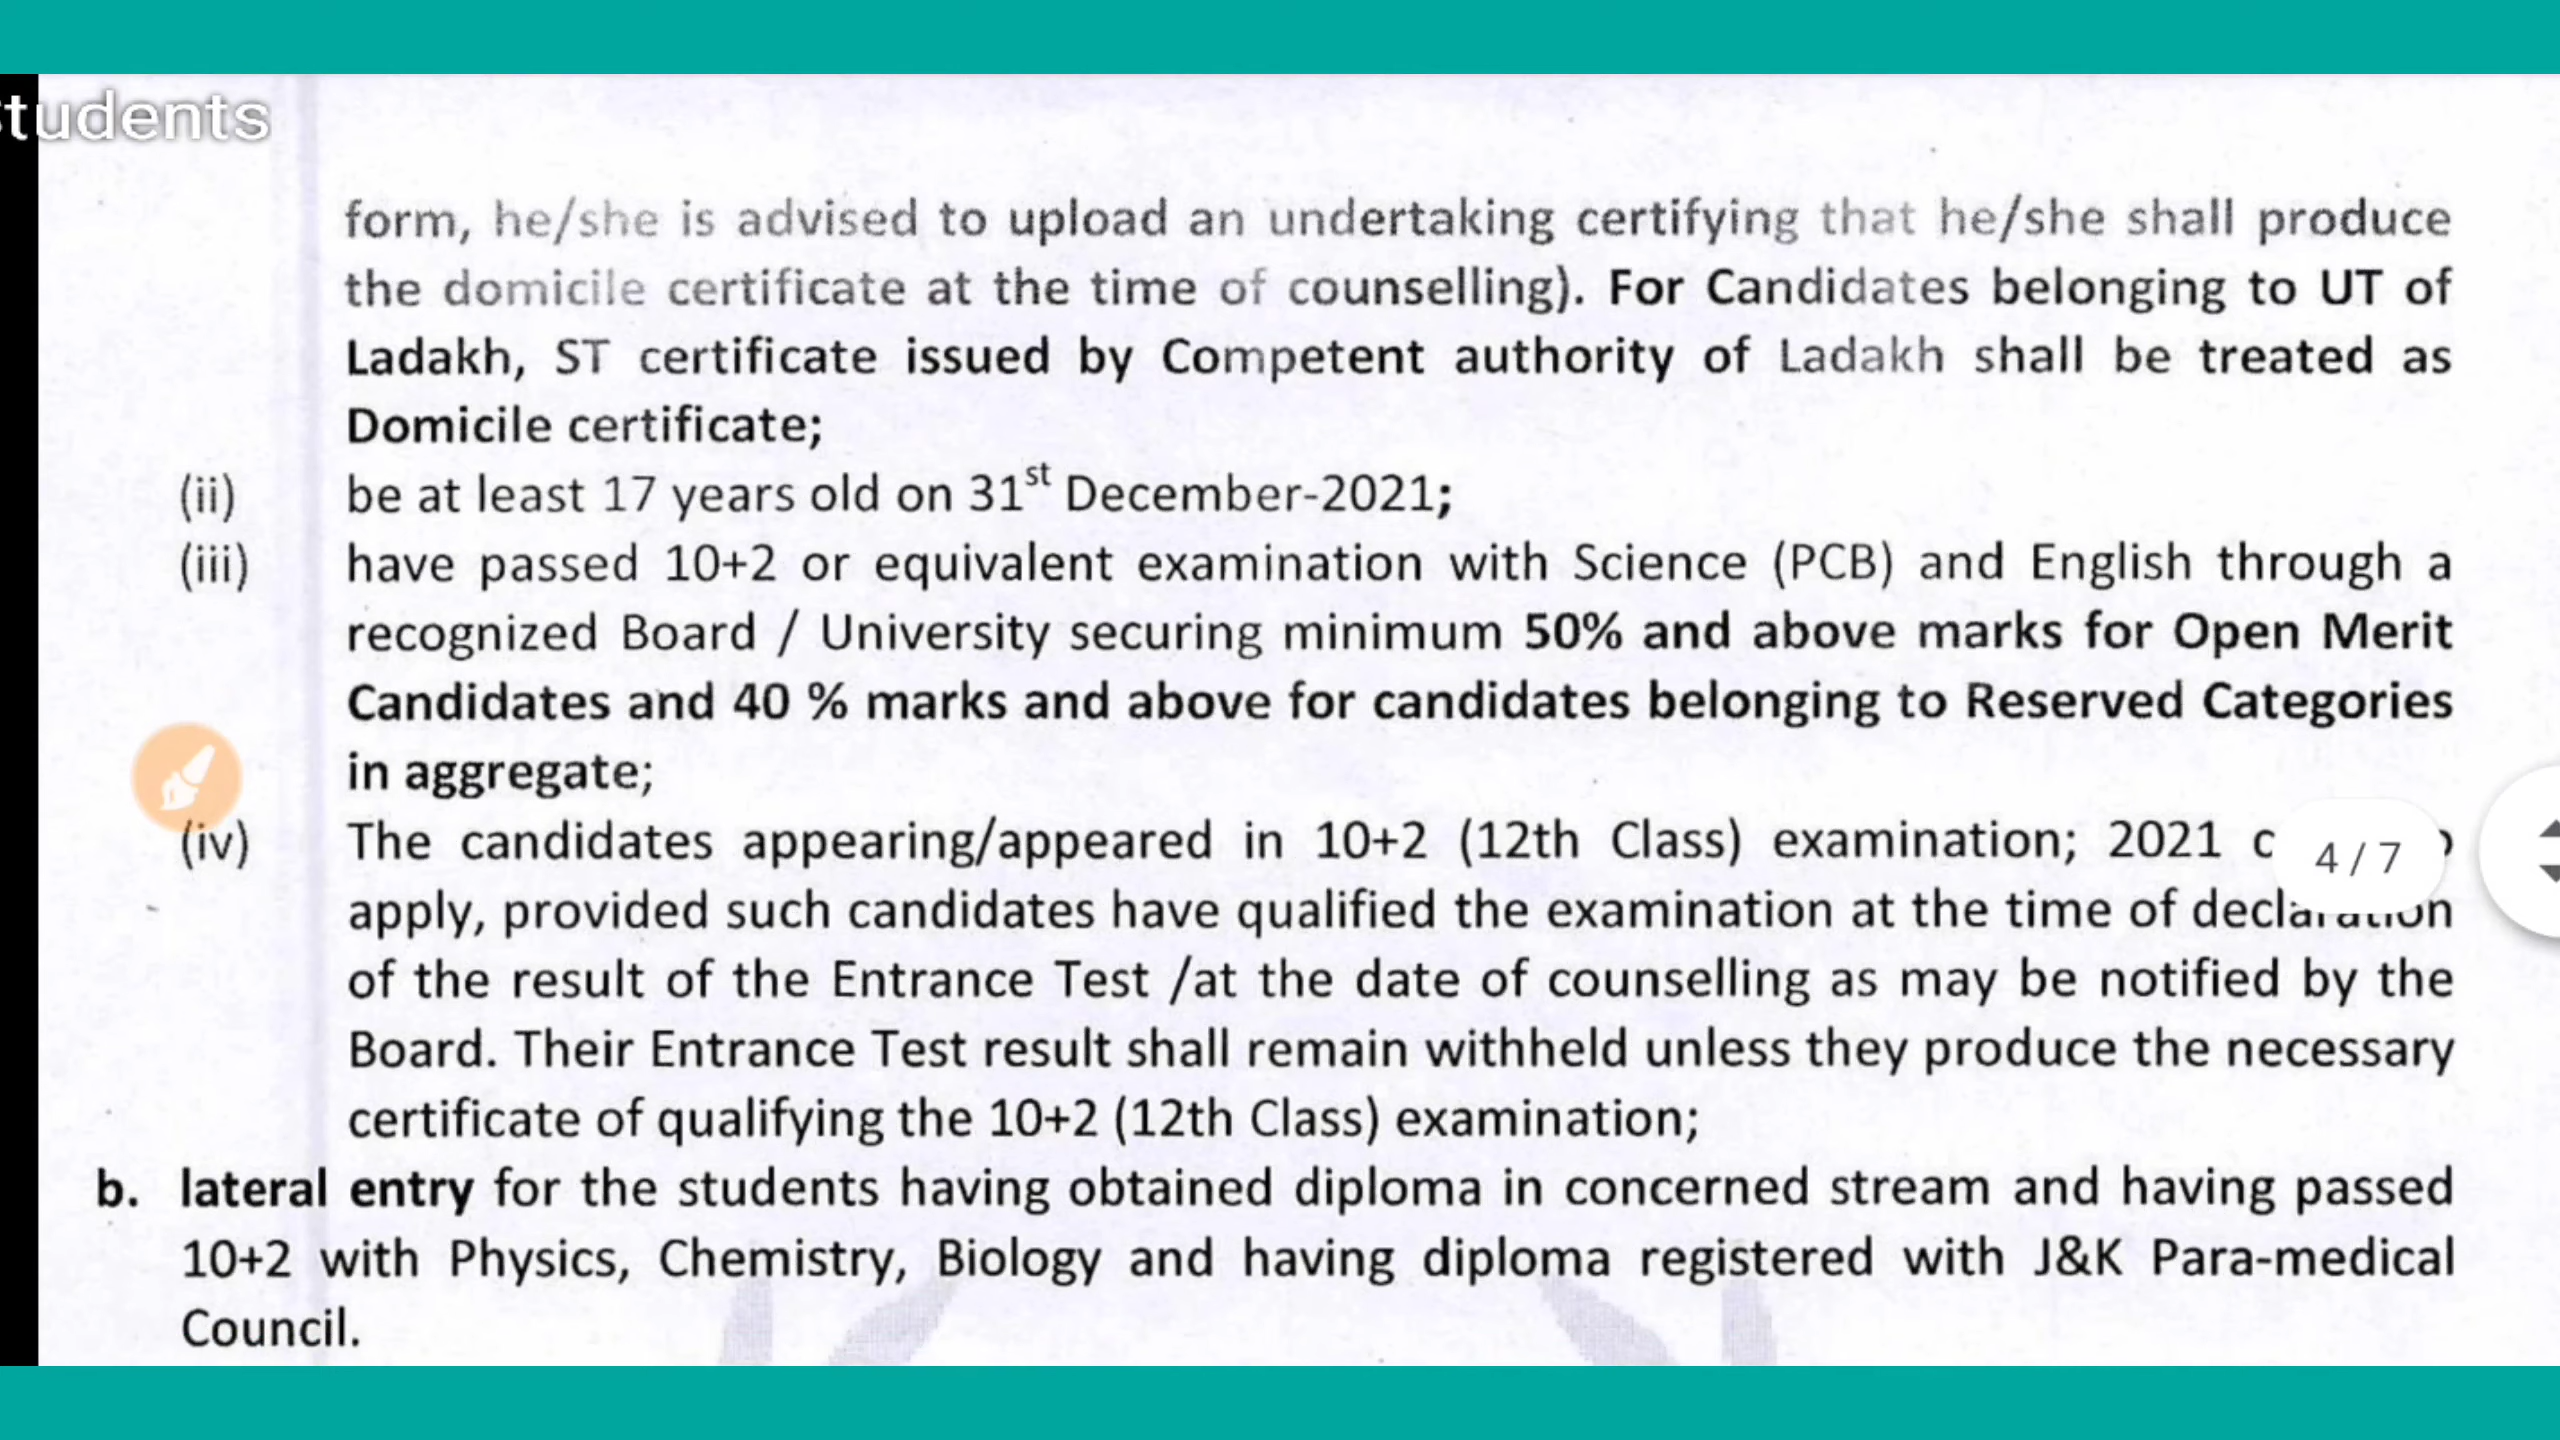 tudents
form, he/she is advised to upload an undertaking certifying that he/she shall produce
the domicile certificate at the time of counselling). For Candidates belonging to UT of
Ladakh, ST certificate issued by Competent authority of Ladakh shall be treated as
Domicile certificate;
(ii) be at least 17 years old on 31st December-2021;
(iii) have passed 10+2 or equivalent examination with Science (PCB) and English through a
recognized Board / University securing minimum 50% and above marks for Open Merit
Candidates and 40 % marks and above for candidates belonging to Reserved Categories
in aggregate;
(iv) The candidates appearing/appeared in 10+2 (12th Class) examination; 2021
4 / 7
apply, provided such candidates have qualified the examination at the time of declaration
of the result of the Entrance Test /at the date of counselling as may be notified by the
Board. Their Entrance Test result shall remain withheld unless they produce the necessary
certificate of qualifying the 10+2 (12th Class) examination;
b. lateral entry for the students having obtained diploma in concerned stream and having passed
10+2 with Physics, Chemistry, Biology and having diploma registered with J&K Para-medical
Council.